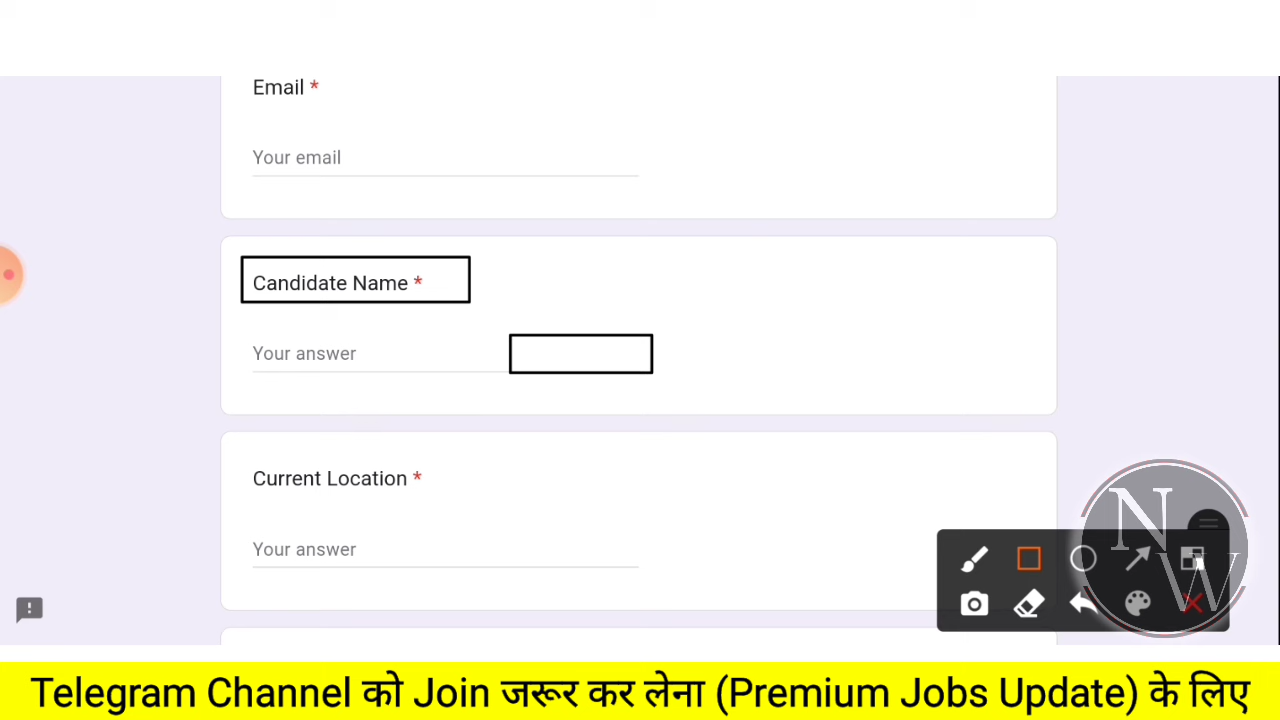 Email *
Your email
Candidate Name *
Your answer
Current Location *
Your answer
NW
Telegram Channel को Join जरूर कर लेना (Premium Jobs Update) के लिए